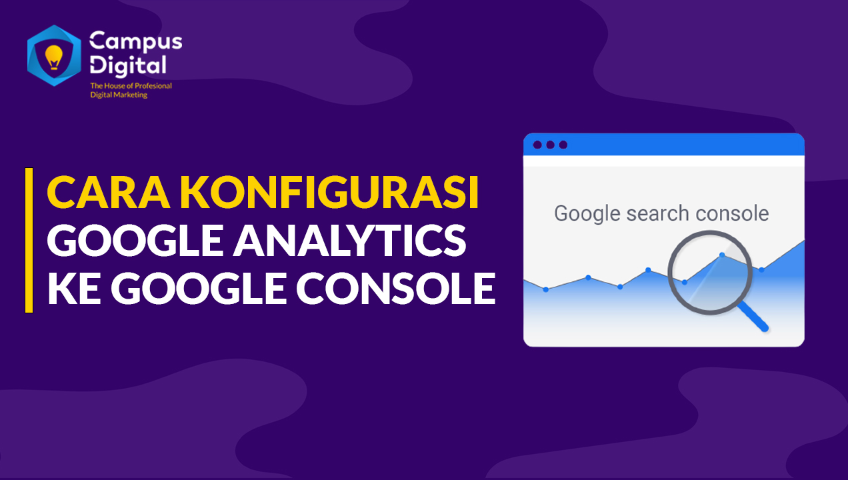 Campus
Digital
The House of Profesional
Digital Marketing
CARA KONFIGURASI
GOOGLE ANALYTICS
KE GOOGLE CONSOLE
Google search console